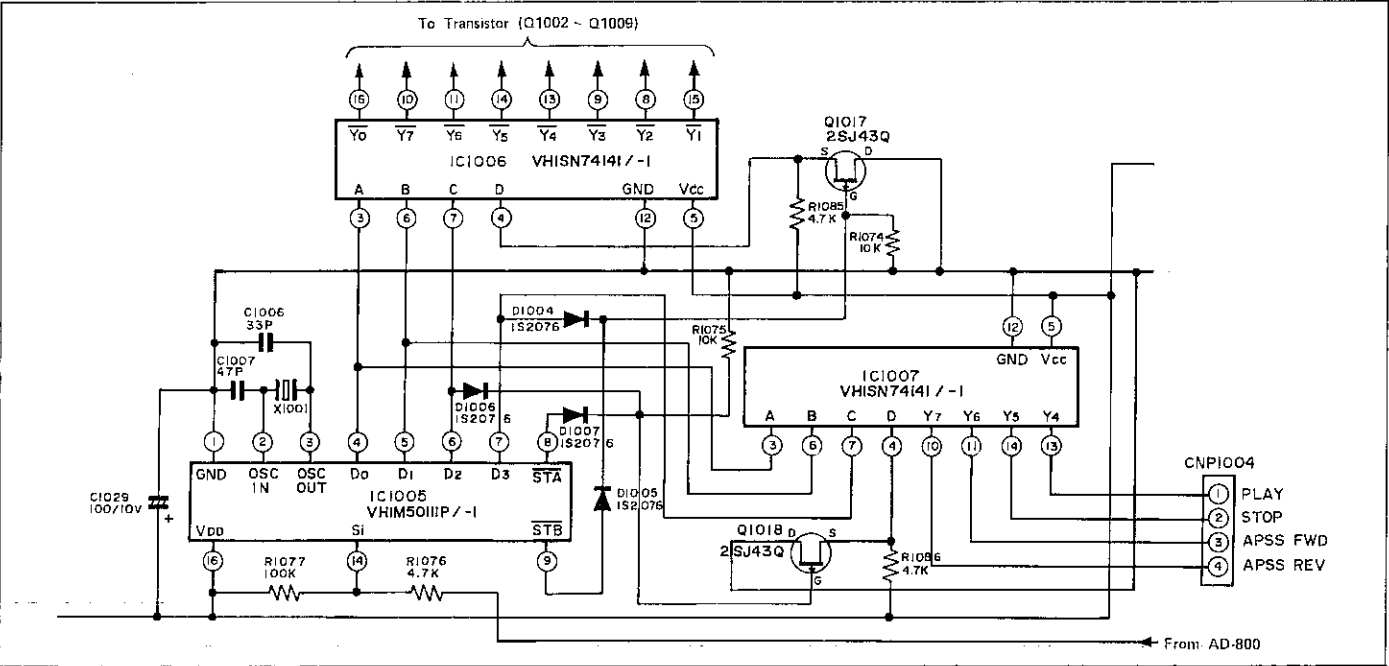 To Transistor (Q1002 ~ Q1009)
16 10 11 14 13 9 8 15
Y0 Y7 Y6 Y5 Y4 Y3 Y2 Y1
IC1006 VHISN74141/-1
A B C D GND Vcc
3 6 7 4 12 5
Q1017
2SJ43Q
S D
G
R1085
4.7K
R1074
10K
C1006
33P
C1007
47P
X1001
D1004
1S2076
R1075
10K
D1006
1S2076
D1007
1S2076
12 5
GND Vcc
IC1007
VHISN74141/-1
A B C D Y7 Y6 Y5 Y4
3 6 7 4 10 11 14 13
1 2 3 4 5 6 7 8
GND OSC IN OSC OUT D0 D1 D2 D3 STA
IC1005
VHIM50111P/-1
VDD Si STB
16 14 9
C1029
100/10V
+
R1077
100K
R1076
4.7K
D1005
1S2076
Q1018
2SJ43Q
D S
G
R1086
4.7K
CNP1004
1 PLAY
2 STOP
3 APSS FWD
4 APSS REV
From AD-800